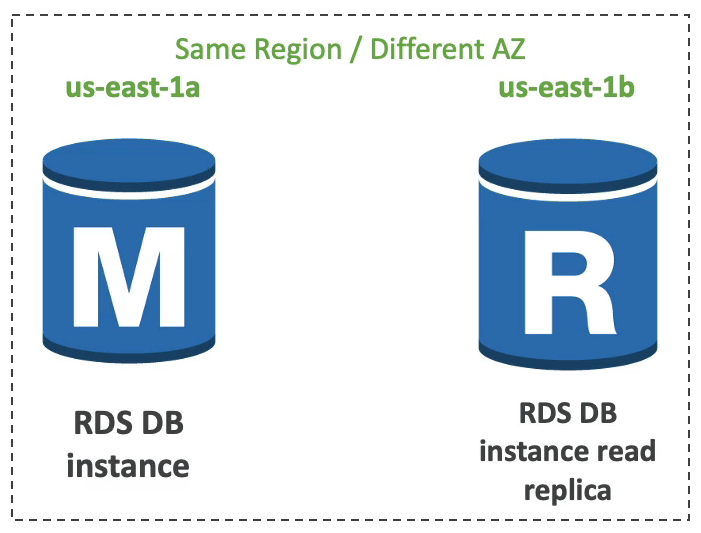 Same Region / Different AZ
us-east-1a
us-east-1b
M
R
RDS DB
instance
RDS DB
instance read
replica